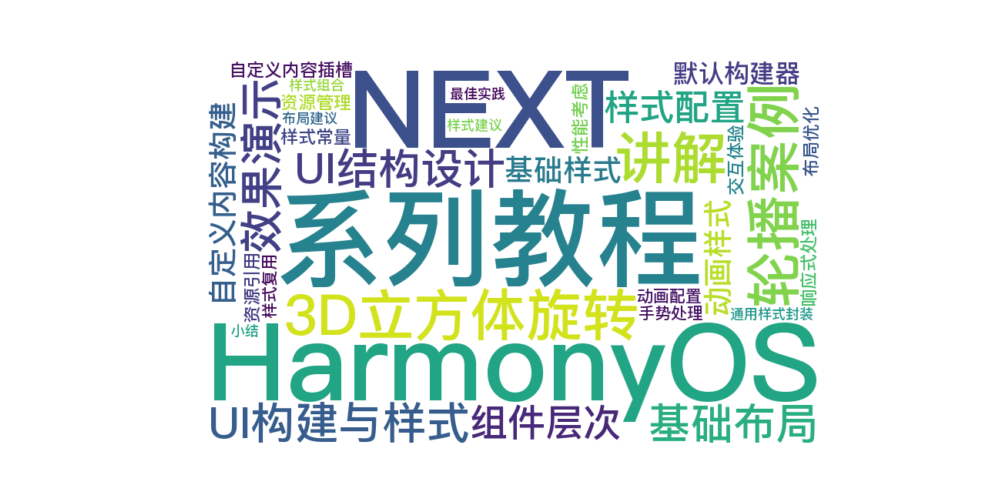 自定义内容插槽
样式组合
资源管理
布局建议
样式常量
自定义内容构建
效果演示
NEXT
最佳实践
样式建议
性能考虑
默认构建器
样式配置
讲解
案例
轮播
交互体验
布局优化
UI结构设计
基础样式
系列教程
动画样式
响应式处理
资源引用
样式复用
小结
3D立方体旋转
动画配置
手势处理
通用样式封装
HarmonyOS
UI构建与样式
组件层次
基础布局